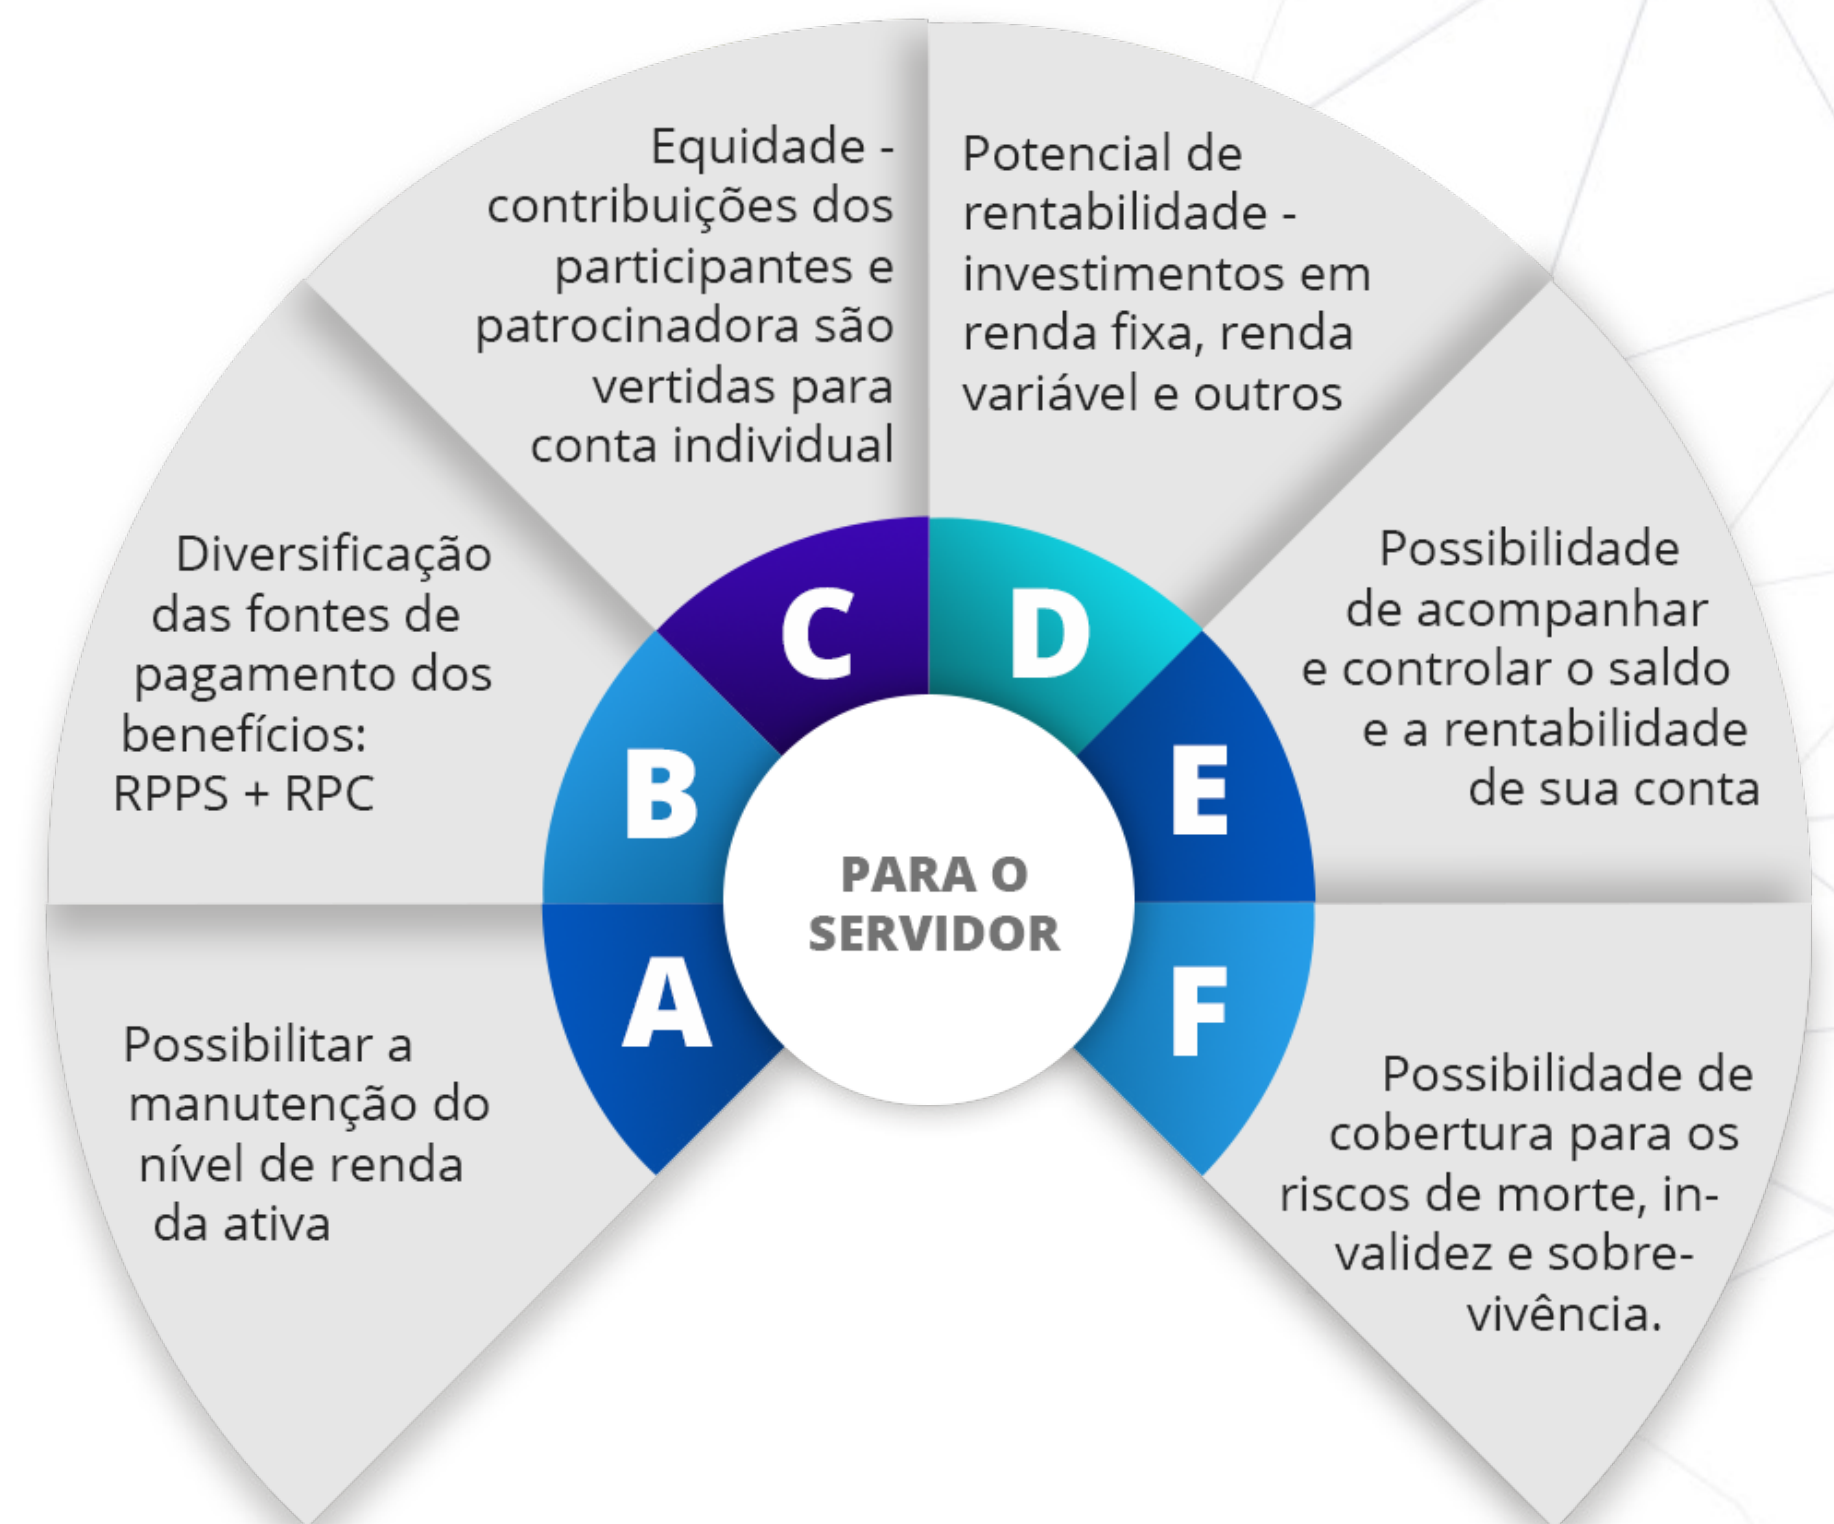 A
Possibilitar a
manutenção do
nível de renda
da ativa
B
Diversificação
das fontes de
pagamento dos
benefícios:
RPPS + RPC
C
Equidade -
contribuições dos
participantes e
patrocinadora são
vertidas para
conta individual
D
Potencial de
rentabilidade -
investimentos em
renda fixa, renda
variável e outros
E
Possibilidade
de acompanhar
e controlar o saldo
e a rentabilidade
de sua conta
F
Possibilidade de
cobertura para os
riscos de morte, in-
validez e sobre-
vivência.
PARA O
SERVIDOR